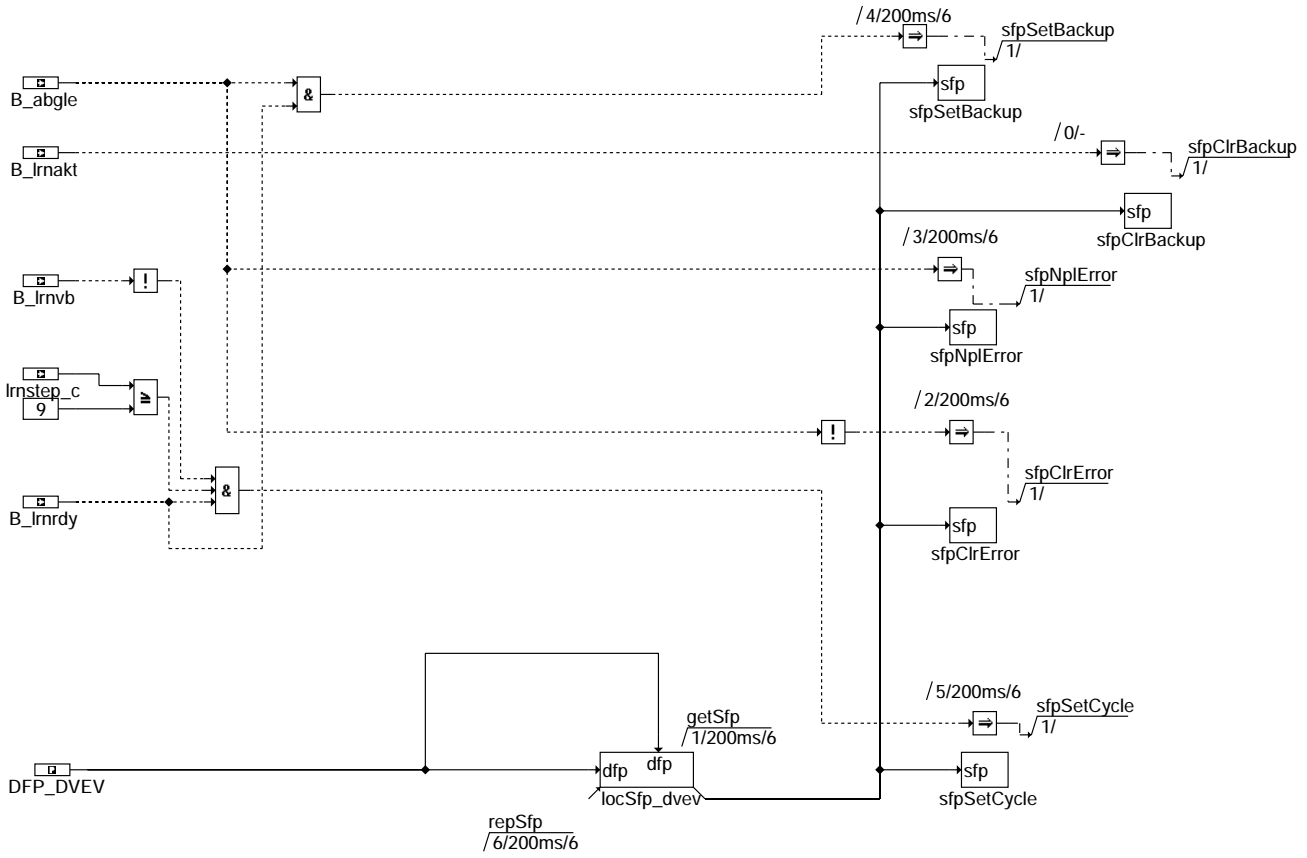 /4/200ms/6
sfpSetBackup
1/
B_abgle
&
sfp
sfpSetBackup
/0/-
B_lrnakt
sfpClrBackup
1/
sfp
sfpClrBackup
/3/200ms/6
B_lrnvb
!
sfpNplError
1/
sfp
sfpNplError
lrnstep_c
9
≥
/2/200ms/6
!
B_lrnrdy
&
sfpClrError
1/
sfp
sfpClrError
/5/200ms/6
sfpSetCycle
1/
getSfp
/1/200ms/6
DFP_DVEV
dfp
dfp
locSfp_dvev
sfp
sfpSetCycle
repSfp
/6/200ms/6